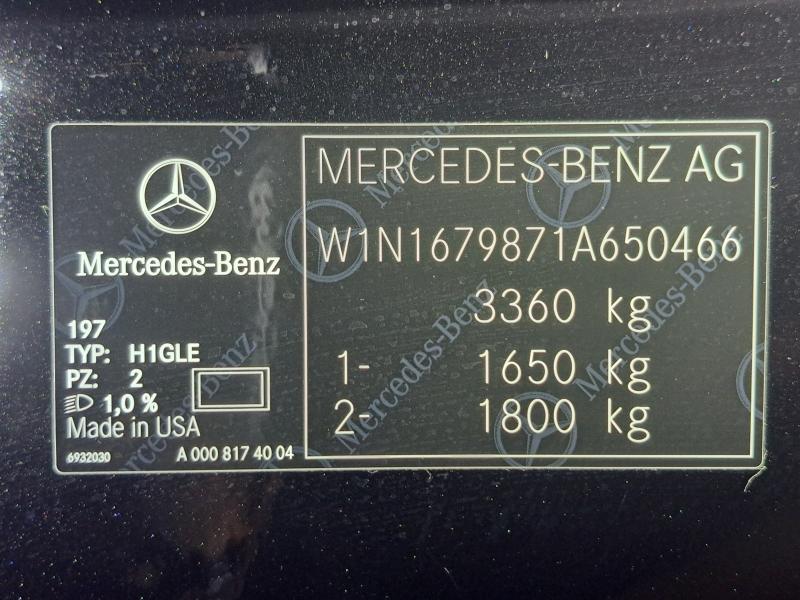 Mercedes-Benz
197
TYP: H1GLE
PZ: 2
1,0 %
Made in USA
6932030
A 000 817 40 04
MERCEDES-BENZ AG
W1N1679871A650466
3360 kg
1- 1650 kg
2- 1800 kg